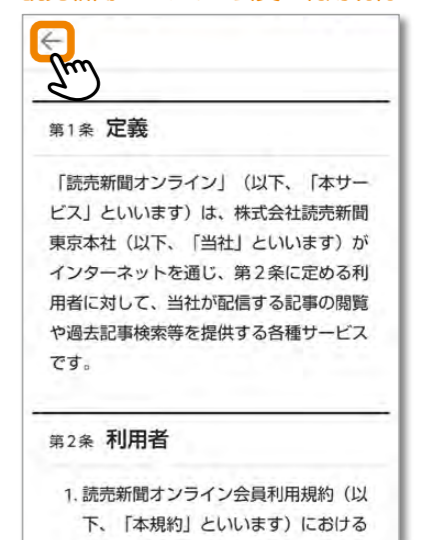 第1条 定義
「読売新聞オンライン」（以下、「本サー
ビス」といいます）は、株式会社読売新聞
東京本社（以下、「当社」といいます）が
インターネットを通じ、第2条に定める利
用者に対して、当社が配信する記事の閲覧
や過去記事検索等を提供する各種サービス
です。
第2条 利用者
1. 読売新聞オンライン会員利用規約（以
下、「本規約」といいます）における